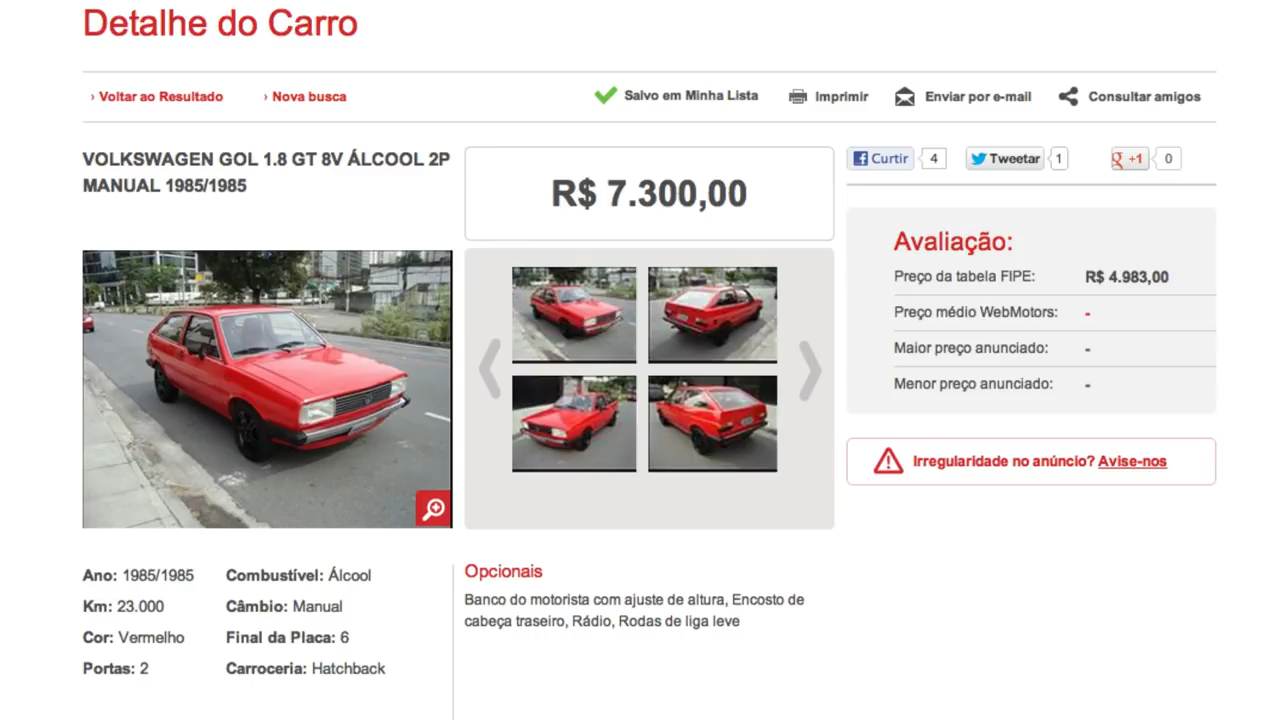 Detalhe do Carro
› Voltar ao Resultado
› Nova busca
Salvo em Minha Lista
Imprimir
Enviar por e-mail
Consultar amigos
VOLKSWAGEN GOL 1.8 GT 8V ÁLCOOL 2P
MANUAL 1985/1985
R$ 7.300,00
Curtir 4
Tweetar 1
+1 0
Avaliação:
Preço da tabela FIPE: R$ 4.983,00
Preço médio WebMotors: -
Maior preço anunciado: -
Menor preço anunciado: -
Irregularidade no anúncio? Avise-nos
Ano: 1985/1985
Combustível: Álcool
Km: 23.000
Câmbio: Manual
Cor: Vermelho
Final da Placa: 6
Portas: 2
Carroceria: Hatchback
Opcionais
Banco do motorista com ajuste de altura, Encosto de
cabeça traseiro, Rádio, Rodas de liga leve